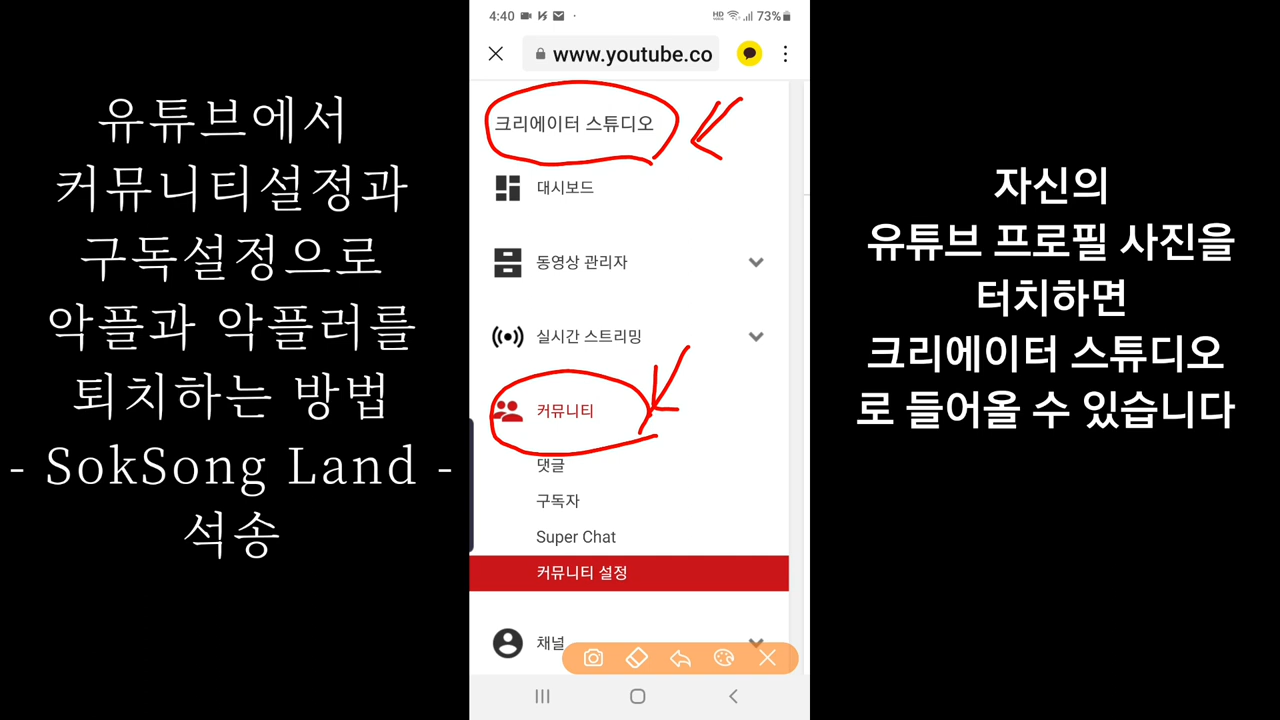 유튜브에서
커뮤니티설정과
구독설정으로
악플과 악플러를
퇴치하는 방법
- SokSong Land -
석송
4:40
73%
www.youtube.co
크리에이터 스튜디오
대시보드
동영상 관리자
실시간 스트리밍
커뮤니티
댓글
구독자
Super Chat
커뮤니티 설정
채널
자신의
유튜브 프로필 사진을
터치하면
크리에이터 스튜디오
로 들어올 수 있습니다